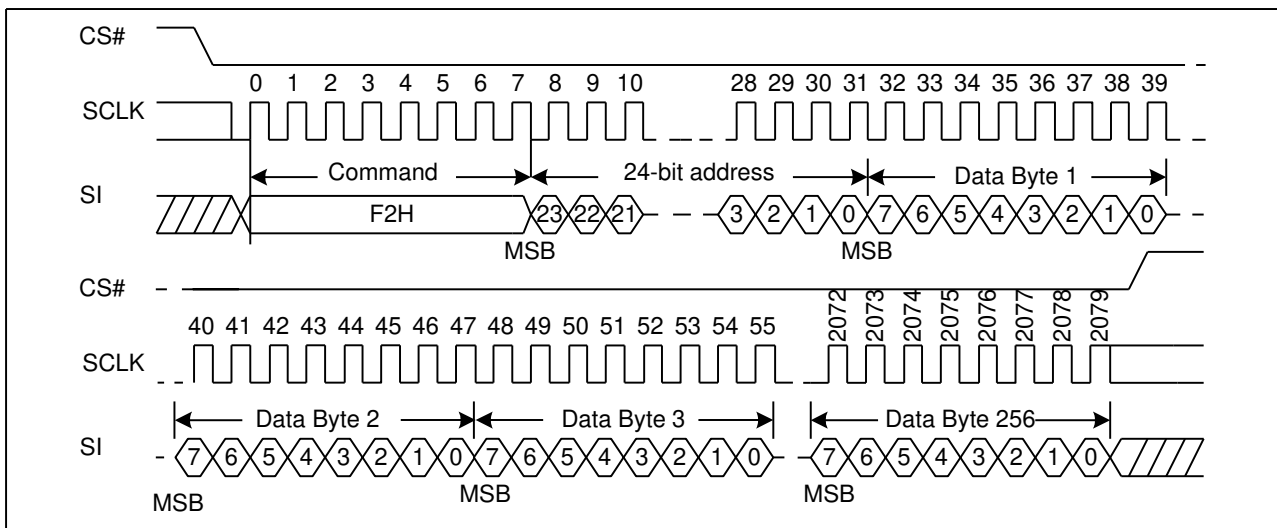 CS#
0 1 2 3 4 5 6 7 8 9 10 28 29 30 31 32 33 34 35 36 37 38 39
SCLK
Command 24-bit address Data Byte 1
SI
F2H 23 22 21 3 2 1 0 7 6 5 4 3 2 1 0
MSB MSB
CS#
40 41 42 43 44 45 46 47 48 49 50 51 52 53 54 55 2072 2073 2074 2075 2076 2077 2078 2079
SCLK
Data Byte 2 Data Byte 3 Data Byte 256
SI
7 6 5 4 3 2 1 0 7 6 5 4 3 2 1 0 7 6 5 4 3 2 1 0
MSB MSB MSB